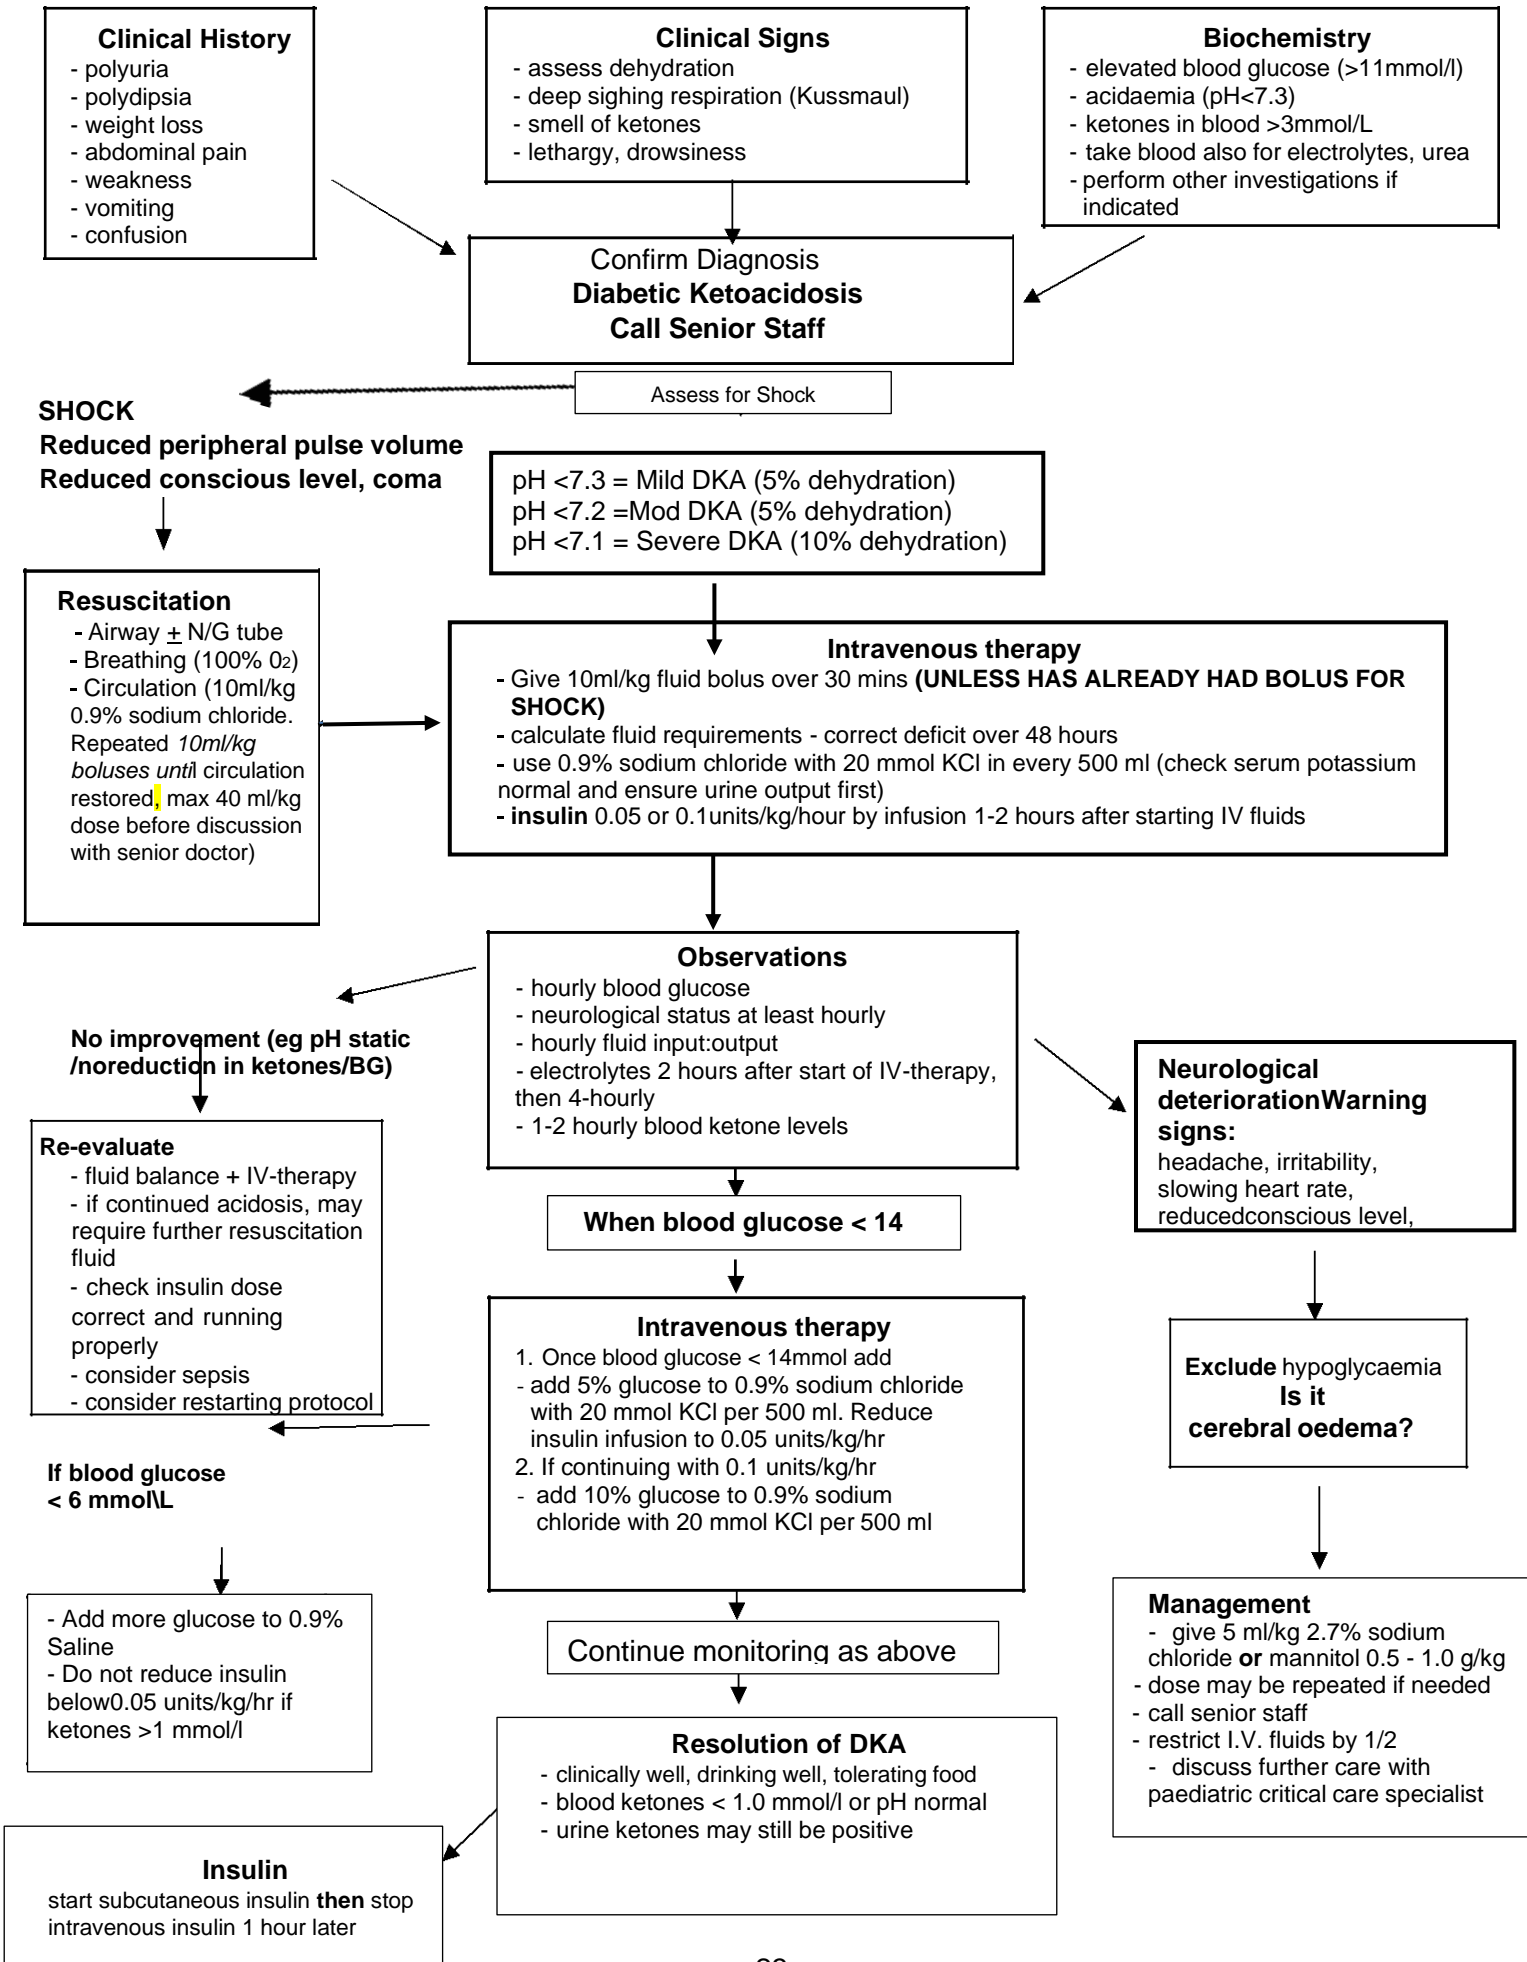 Clinical History
- polyuria
- polydipsia
- weight loss
- abdominal pain
- weakness
- vomiting
- confusion
Clinical Signs
- assess dehydration
- deep sighing respiration (Kussmaul)
- smell of ketones
- lethargy, drowsiness
Biochemistry
- elevated blood glucose (>11mmol/l)
- acidaemia (pH<7.3)
- ketones in blood >3mmol/L
- take blood also for electrolytes, urea
- perform other investigations if
indicated
Confirm Diagnosis
Diabetic Ketoacidosis
Call Senior Staff
Assess for Shock
SHOCK
Reduced peripheral pulse volume
Reduced conscious level, coma
pH <7.3 = Mild DKA (5% dehydration)
pH <7.2 =Mod DKA (5% dehydration)
pH <7.1 = Severe DKA (10% dehydration)
Resuscitation
- Airway + N/G tube
- Breathing (100% 02)
- Circulation (10ml/kg
0.9% sodium chloride.
Repeated 10ml/kg
boluses until circulation
restored, max 40 ml/kg
dose before discussion
with senior doctor)
Intravenous therapy
- Give 10ml/kg fluid bolus over 30 mins (UNLESS HAS ALREADY HAD BOLUS FOR
SHOCK)
- calculate fluid requirements - correct deficit over 48 hours
- use 0.9% sodium chloride with 20 mmol KCl in every 500 ml (check serum potassium
normal and ensure urine output first)
- insulin 0.05 or 0.1units/kg/hour by infusion 1-2 hours after starting IV fluids
Observations
- hourly blood glucose
- neurological status at least hourly
- hourly fluid input:output
- electrolytes 2 hours after start of IV-therapy,
then 4-hourly
- 1-2 hourly blood ketone levels
No improvement (eg pH static
/noreduction in ketones/BG)
Re-evaluate
- fluid balance + IV-therapy
- if continued acidosis, may
require further resuscitation
fluid
- check insulin dose
correct and running
properly
- consider sepsis
- consider restarting protocol
Neurological
deteriorationWarning
signs:
headache, irritability,
slowing heart rate,
reducedconscious level,
When blood glucose < 14
Intravenous therapy
1. Once blood glucose < 14mmol add
- add 5% glucose to 0.9% sodium chloride
with 20 mmol KCl per 500 ml. Reduce
insulin infusion to 0.05 units/kg/hr
2. If continuing with 0.1 units/kg/hr
- add 10% glucose to 0.9% sodium
chloride with 20 mmol KCl per 500 ml
Exclude hypoglycaemia
Is it
cerebral oedema?
If blood glucose
< 6 mmol\L
- Add more glucose to 0.9%
Saline
- Do not reduce insulin
below0.05 units/kg/hr if
ketones >1 mmol/l
Continue monitoring as above
Management
- give 5 ml/kg 2.7% sodium
chloride or mannitol 0.5 - 1.0 g/kg
- dose may be repeated if needed
- call senior staff
- restrict I.V. fluids by 1/2
- discuss further care with
paediatric critical care specialist
Resolution of DKA
- clinically well, drinking well, tolerating food
- blood ketones < 1.0 mmol/l or pH normal
- urine ketones may still be positive
Insulin
start subcutaneous insulin then stop
intravenous insulin 1 hour later